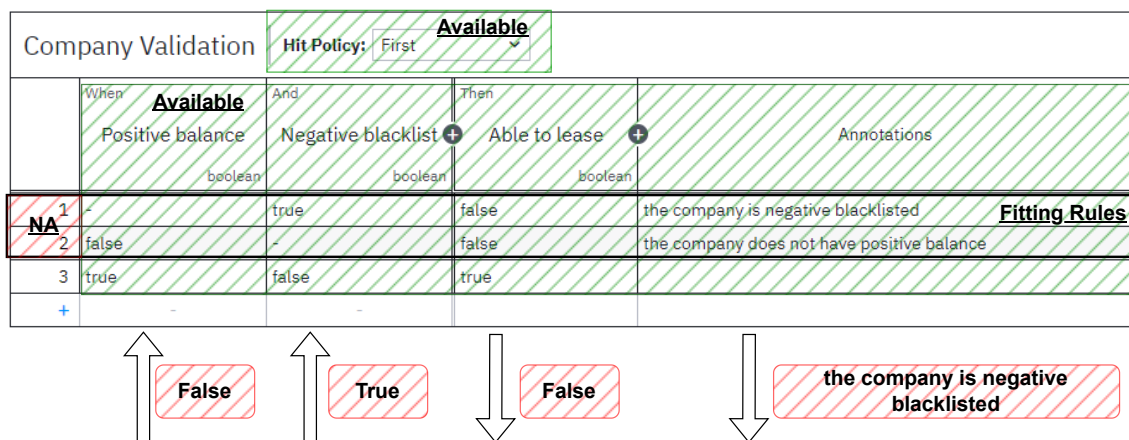 Company Validation Hit Policy: First Available
When Available And Then
Positive balance Negative blacklist + Able to lease + Annotations
boolean boolean boolean
1 - true false the company is negative blacklisted Fitting Rules
NA
2 false - false the company does not have positive balance
3 true false true
+ - -
False True False the company is negative
blacklisted